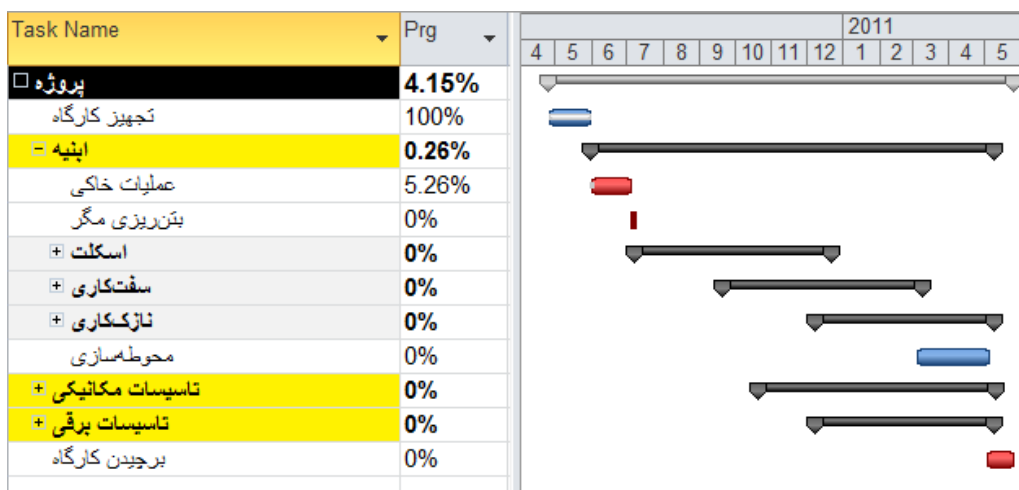 Task Name Prg 2011
4 5 6 7 8 9 10 11 12 1 2 3 4 5
پروژه 4.15%
تجهیز کارگاه 100%
ابنیه 0.26%
عملیات خاکی 5.26%
بتن‌ریزی مگر 0%
اسکلت 0%
سفت‌کاری 0%
نازک‌کاری 0%
محوطه‌سازی 0%
تاسیسات مکانیکی 0%
تاسیسات برقی 0%
برچیدن کارگاه 0%